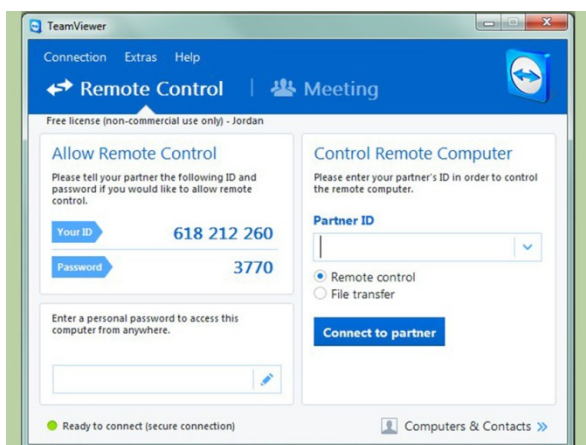 TeamViewer
Connection Extras Help
Remote Control
Meeting
Free license (non-commercial use only) - Jordan
Allow Remote Control
Please tell your partner the following ID and
password if you would like to allow remote
control.
Your ID
618 212 260
Password
3770
Enter a personal password to access this
computer from anywhere.
Control Remote Computer
Please enter your partner's ID in order to control
the remote computer.
Partner ID
Remote control
File transfer
Connect to partner
Ready to connect (secure connection)
Computers & Contacts »